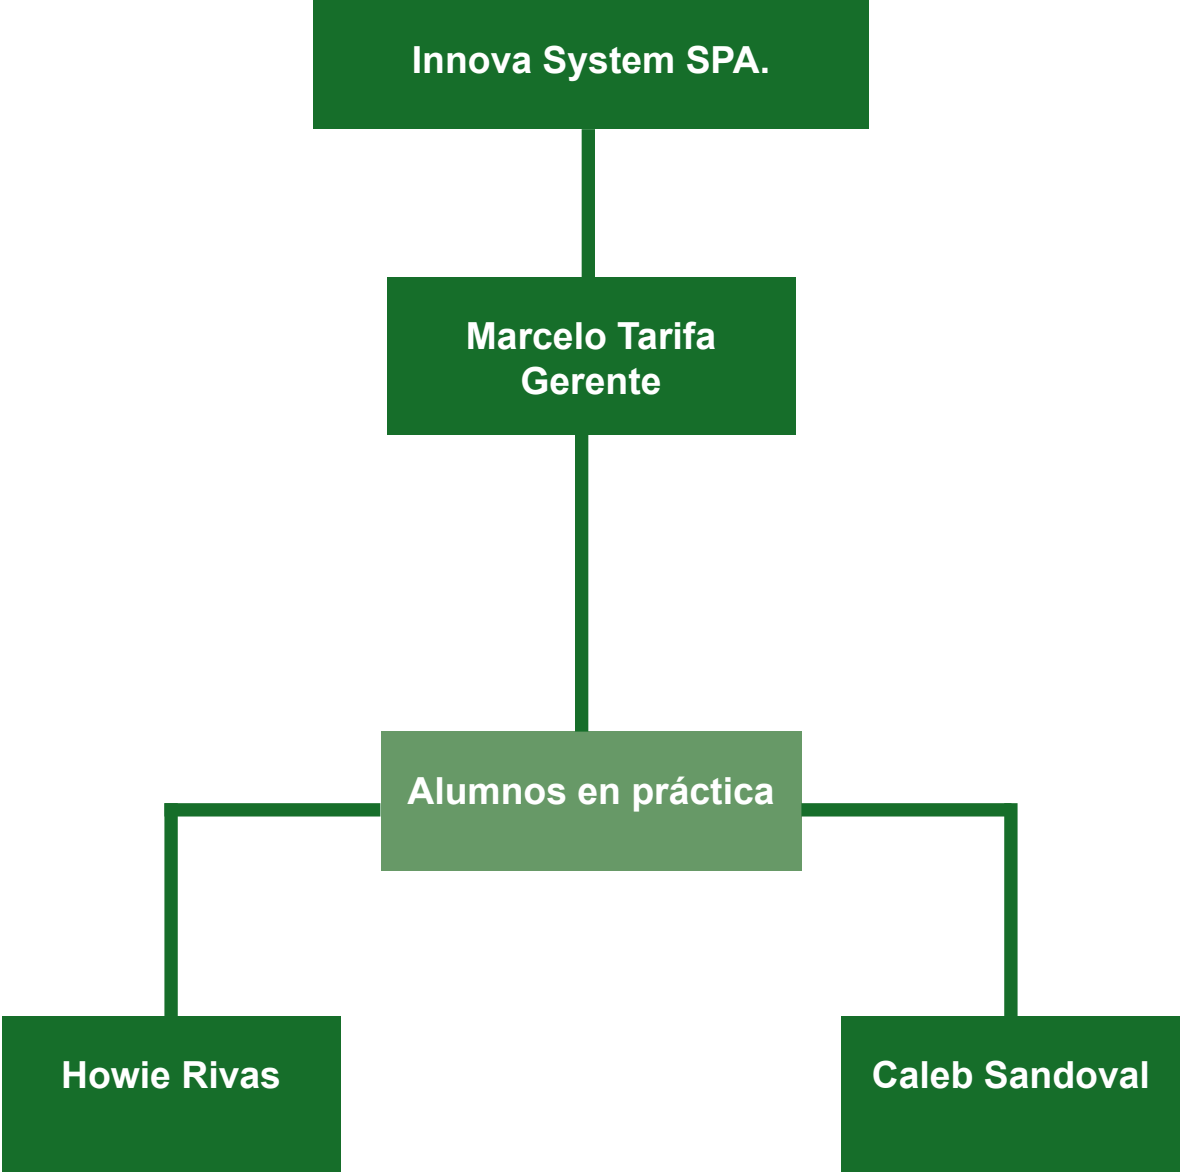 Innova System SPA.
Marcelo Tarifa
Gerente
Alumnos en práctica
Howie Rivas
Caleb Sandoval